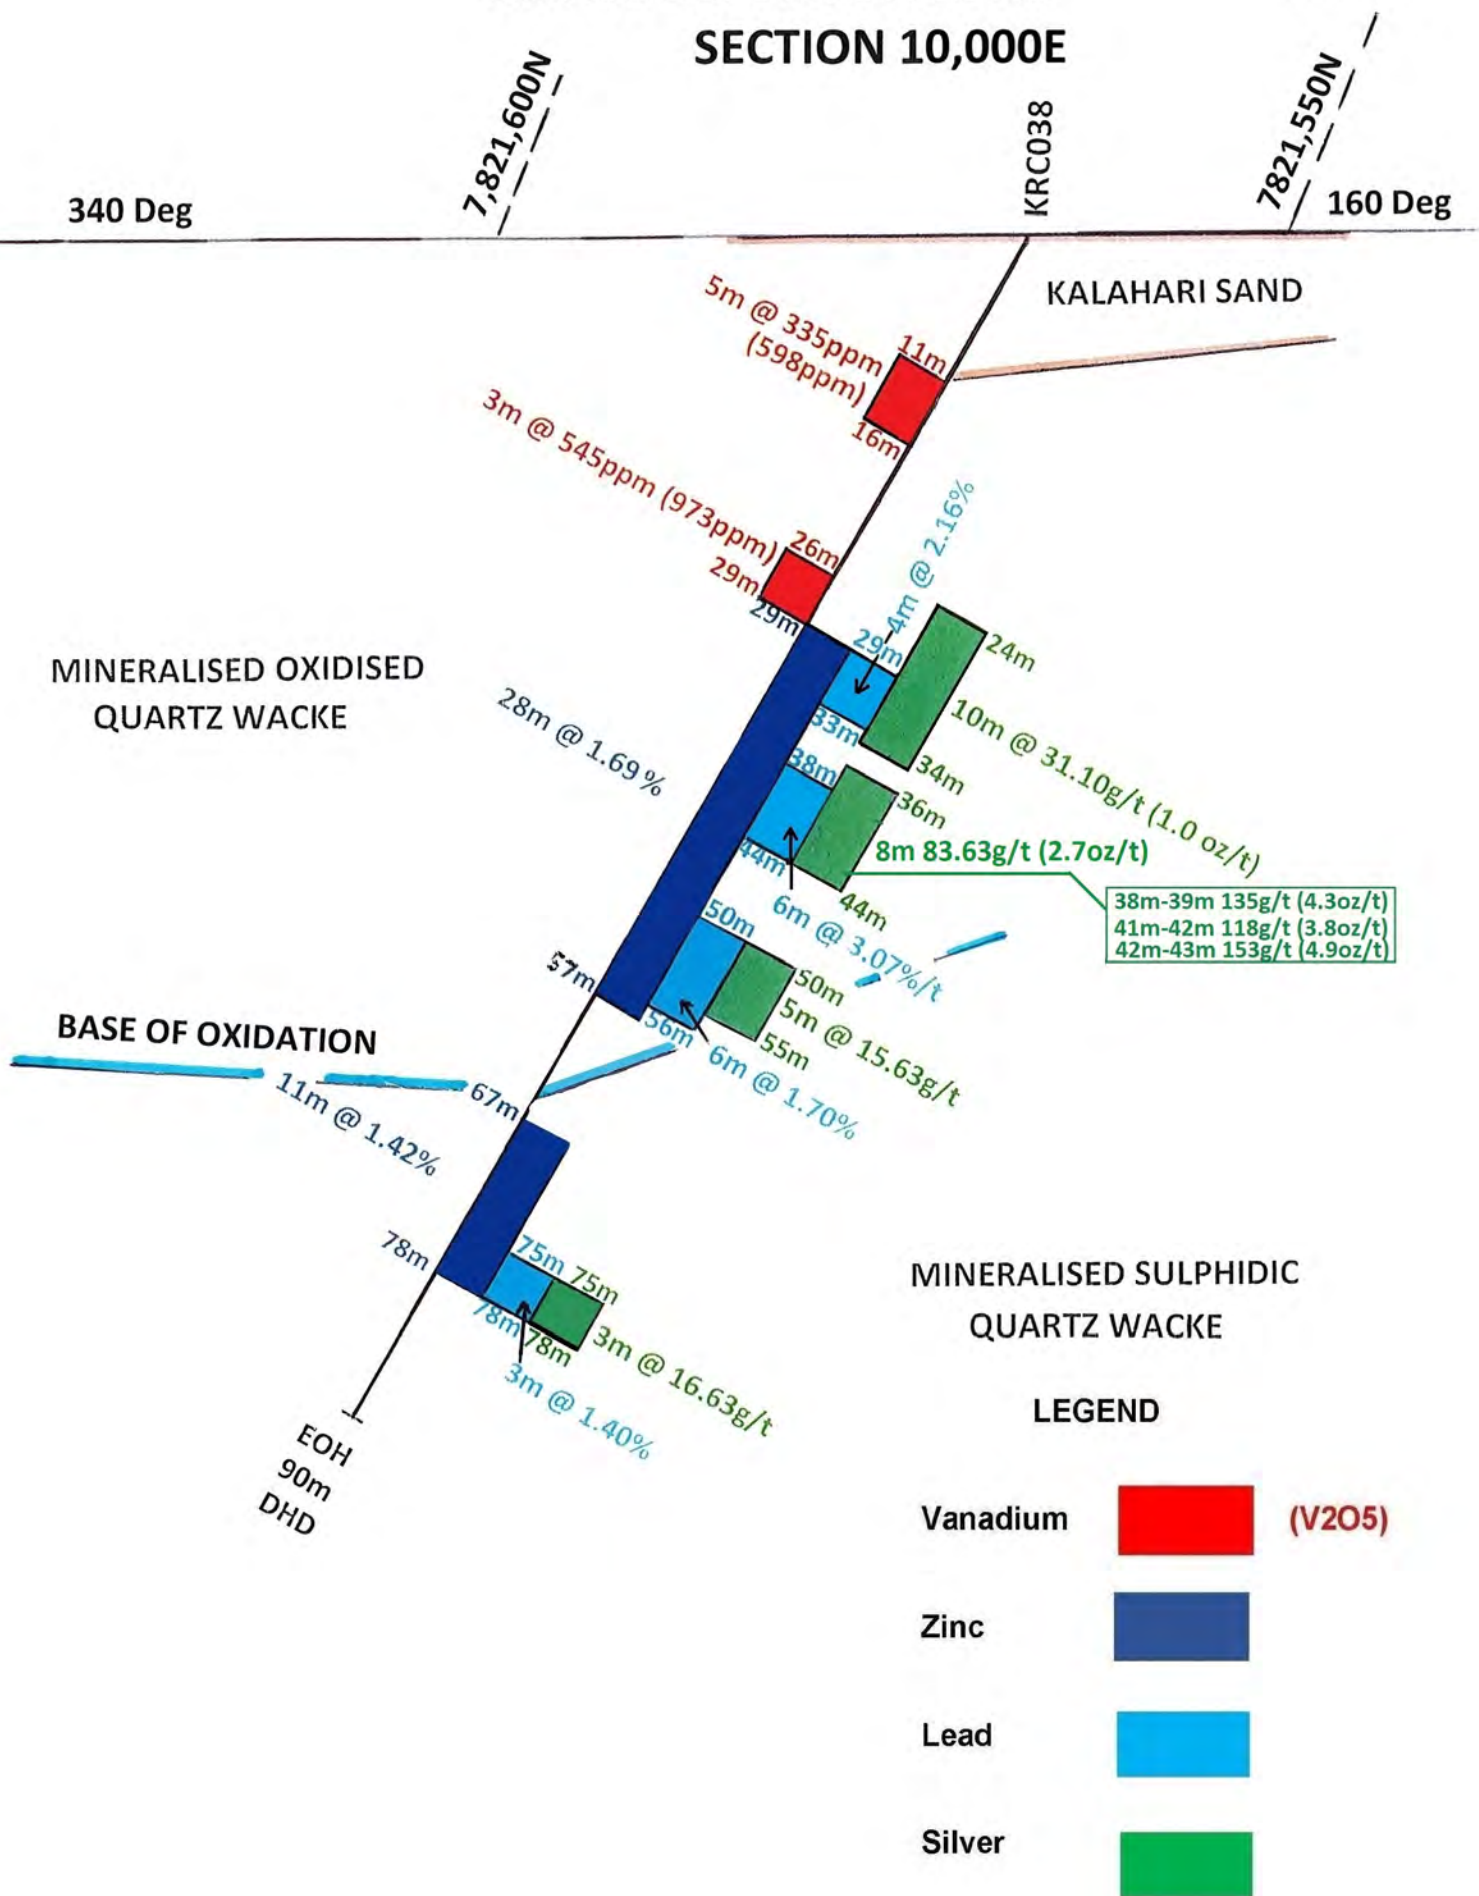 SECTION 10,000E
7,821,600N
KRC038
7821,550N
340 Deg
160 Deg
KALAHARI SAND
5m @ 335ppm
(598ppm)
11m
16m
3m @ 545ppm (973ppm)
26m
29m
29m
4m @ 2.16%
29m
33m
24m
10m @ 31.10g/t (1.0 oz/t)
34m
MINERALISED OXIDISED
QUARTZ WACKE
28m @ 1.69%
38m
44m
36m
8m 83.63g/t (2.7oz/t)
44m
6m @ 3.07%/t
38m-39m 135g/t (4.3oz/t)
41m-42m 118g/t (3.8oz/t)
42m-43m 153g/t (4.9oz/t)
50m
50m
5m @ 15.63g/t
55m
57m
56m
6m @ 1.70%
BASE OF OXIDATION
67m
11m @ 1.42%
78m
75m
75m
78m
78m
3m @ 16.63g/t
3m @ 1.40%
EOH
90m
DHD
MINERALISED SULPHIDIC
QUARTZ WACKE
LEGEND
Vanadium
(V2O5)
Zinc
Lead
Silver